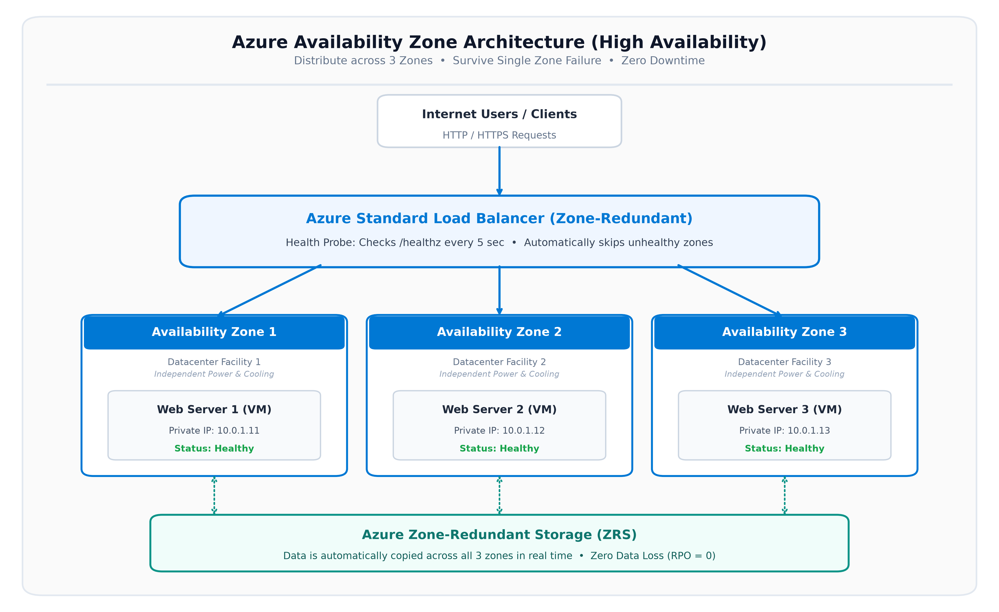 Azure Availability Zone Architecture (High Availability)
Distribute across 3 Zones • Survive Single Zone Failure • Zero Downtime
Internet Users / Clients
HTTP / HTTPS Requests
Azure Standard Load Balancer (Zone-Redundant)
Health Probe: Checks /healthz every 5 sec • Automatically skips unhealthy zones
Availability Zone 1
Datacenter Facility 1
Independent Power & Cooling
Web Server 1 (VM)
Private IP: 10.0.1.11
Status: Healthy
Availability Zone 2
Datacenter Facility 2
Independent Power & Cooling
Web Server 2 (VM)
Private IP: 10.0.1.12
Status: Healthy
Availability Zone 3
Datacenter Facility 3
Independent Power & Cooling
Web Server 3 (VM)
Private IP: 10.0.1.13
Status: Healthy
Azure Zone-Redundant Storage (ZRS)
Data is automatically copied across all 3 zones in real time • Zero Data Loss (RPO = 0)